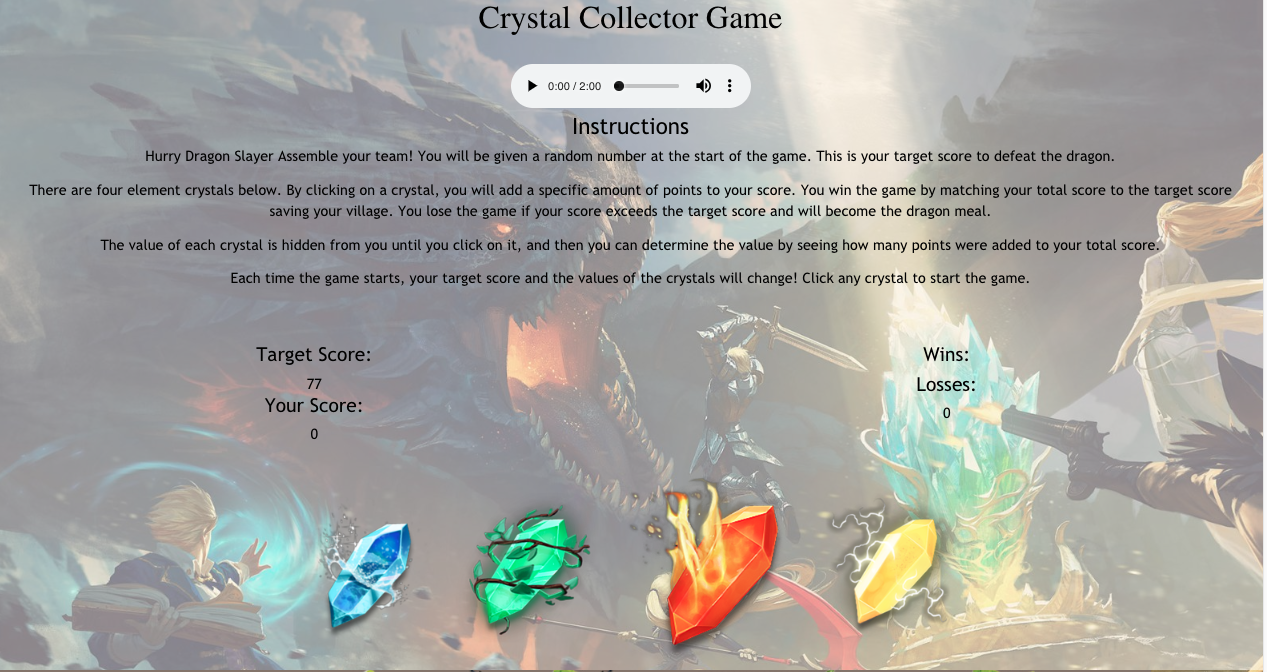 Crystal Collector Game
0:00 / 2:00
Instructions
Hurry Dragon Slayer Assemble your team! You will be given a random number at the start of the game. This is your target score to defeat the dragon.
There are four element crystals below. By clicking on a crystal, you will add a specific amount of points to your score. You win the game by matching your total score to the target score
saving your village. You lose the game if your score exceeds the target score and will become the dragon meal.
The value of each crystal is hidden from you until you click on it, and then you can determine the value by seeing how many points were added to your total score.
Each time the game starts, your target score and the values of the crystals will change! Click any crystal to start the game.
Target Score:
77
Your Score:
0
Wins:
Losses:
0